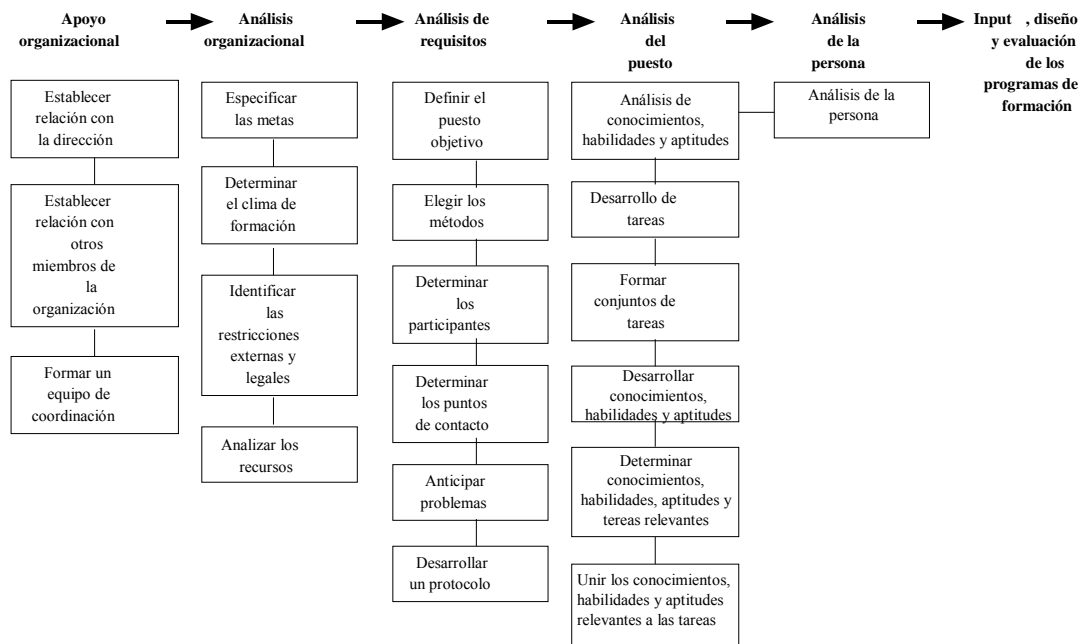 Apoyo
organizacional
Análisis
organizacional
Análisis de
requisitos
Análisis
del
puesto
Análisis
de la
persona
Input , diseño
y evaluación
de los
programas de
formación
Establecer
relación con
la dirección
Establecer
relación con
otros
miembros de
la
organización
Formar un
equipo de
coordinación
Especificar
las metas
Determinar
el clima de
formación
Identificar
las
restricciones
externas y
legales
Analizar los
recursos
Definir el
puesto
objetivo
Elegir los
métodos
Determinar
los
participantes
Determinar
los puntos
de contacto
Anticipar
problemas
Desarrollar
un protocolo
Análisis de
conocimientos,
habilidades y aptitudes
Desarrollo de
tareas
Formar
conjuntos de
tareas
Desarrollar
conocimientos,
habilidades y aptitudes
Determinar
conocimientos,
habilidades, aptitudes y
tereas relevantes
Unir los conocimientos,
habilidades y aptitudes
relevantes a las tareas
Análisis de la
persona